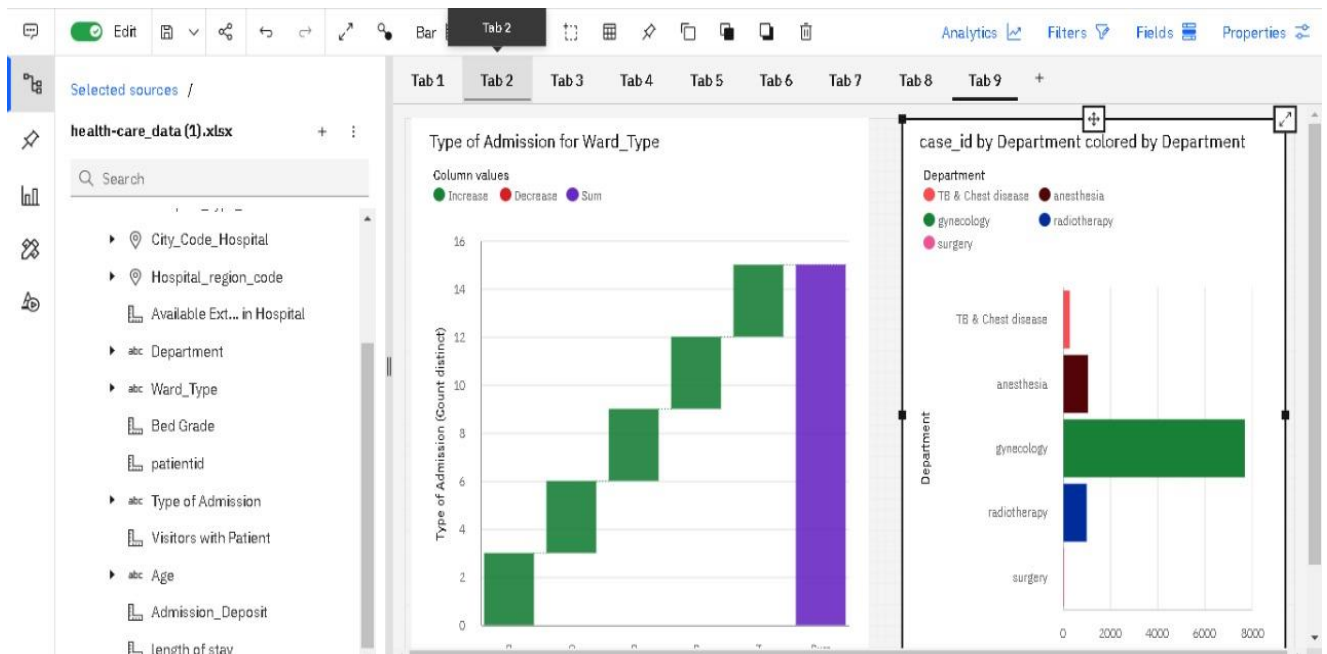 Edit
Bar
Tab 2
Analytics
Filters
Fields
Properties
Selected sources /
health-care_data (1).xlsx
Search
City_Code_Hospital
Hospital_region_code
Available Ext... in Hospital
abc Department
abc Ward_Type
Bed Grade
patientid
abc Type of Admission
Visitors with Patient
abc Age
Admission_Deposit
length of stay
Tab 1 Tab 2 Tab 3 Tab 4 Tab 5 Tab 6 Tab 7 Tab 8 Tab 9 +
Type of Admission for Ward_Type
Column values
Increase Decrease Sum
Type of Admission (Count distinct)
16
14
12
10
8
6
4
2
0
case_id by Department colored by Department
Department
TB & Chest disease anesthesia
gynecology radiotherapy
surgery
Department
TB & Chest disease
anesthesia
gynecology
radiotherapy
surgery
0 2000 4000 6000 8000